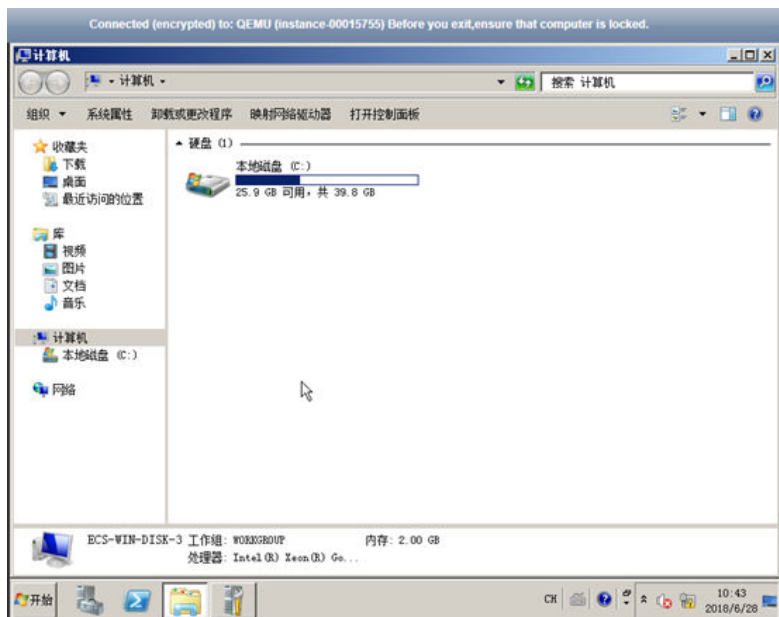 Connected (encrypted) to: QEMU (instance-00015755) Before you exit,ensure that computer is locked.
计算机
计算机
搜索 计算机
组织 系统属性 卸载或更改程序 映射网络驱动器 打开控制面板
收藏夹
下载
桌面
最近访问的位置
库
视频
图片
文档
音乐
计算机
本地磁盘 (C:)
网络
硬盘 (1)
本地磁盘 (C:)
25.9 GB 可用，共 39.8 GB
ECS-WIN-DISK-3 工作组: WORKGROUP 内存: 2.00 GB
处理器: Intel(R) Xeon(R) Go...
开始 CH 10:43
2018/6/28